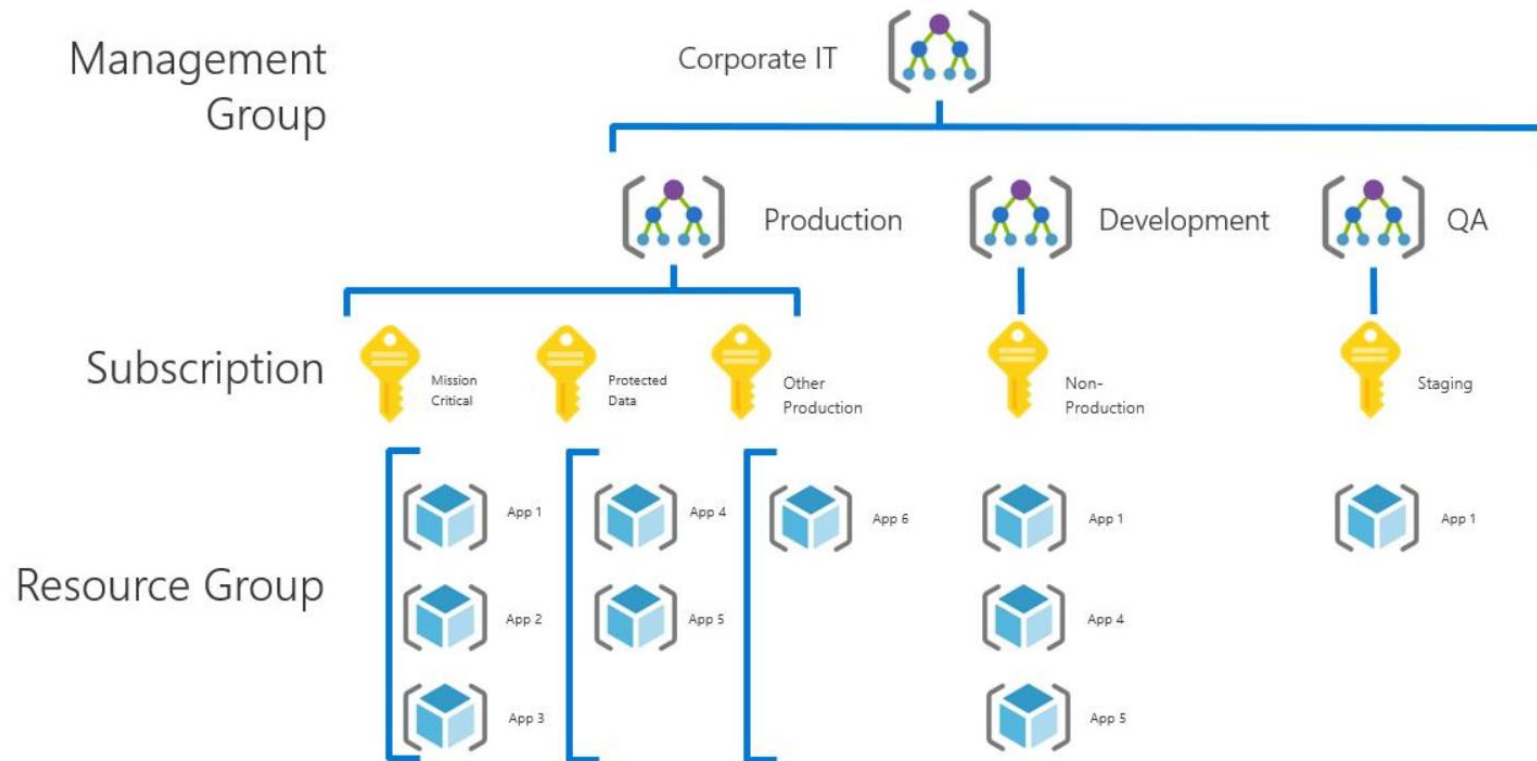 Management
Group
Corporate IT
Production
Development
QA
Subscription
Mission
Critical
Protected
Data
Other
Production
Non-
Production
Staging
Resource Group
App 1
App 4
App 6
App 1
App 1
App 2
App 5
App 4
App 3
App 5